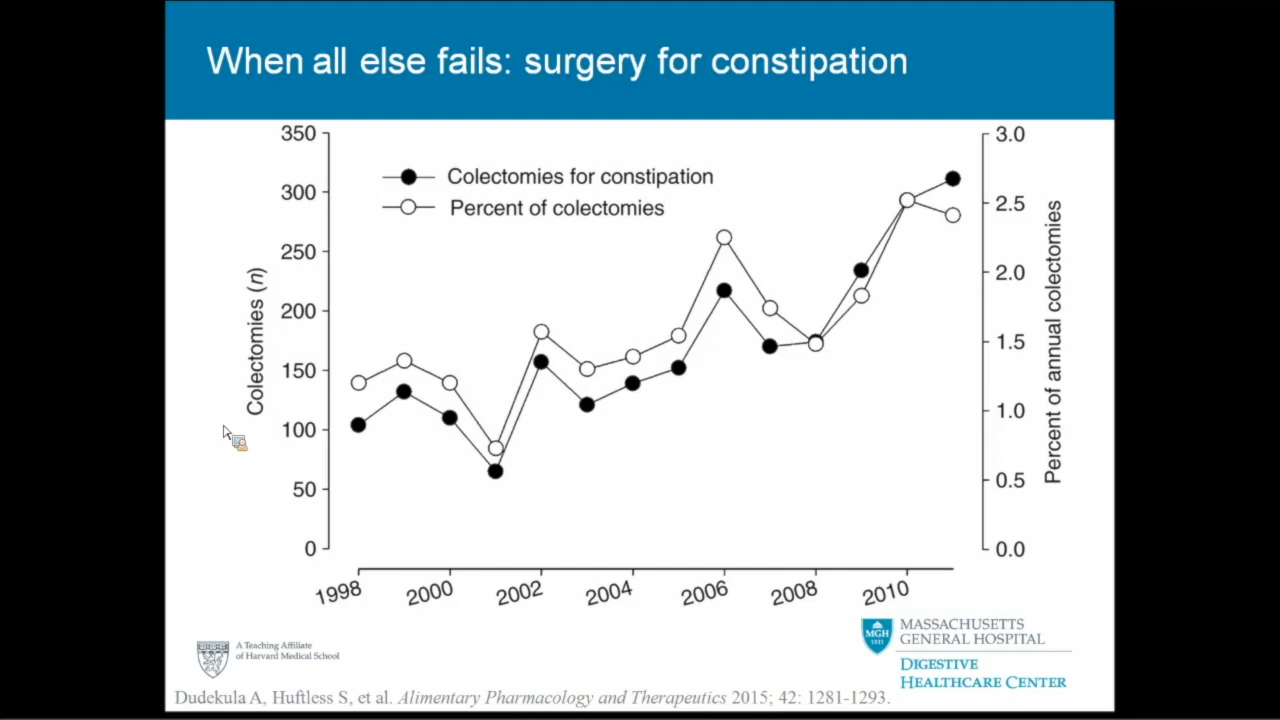 When all else fails: surgery for constipation
350
300
250
200
150
100
50
0
Colectomies (n)
Colectomies for constipation
Percent of colectomies
3.0
2.5
2.0
1.5
1.0
0.5
0.0
Percent of annual colectomies
1998
2000
2002
2004
2006
2008
2010
A Teaching Affiliate
of Harvard Medical School
MGH
1811
MASSACHUSETTS
GENERAL HOSPITAL
DIGESTIVE
HEALTHCARE CENTER
Dudekula A, Huftless S, et al. Alimentary Pharmacology and Therapeutics 2015; 42: 1281-1293.